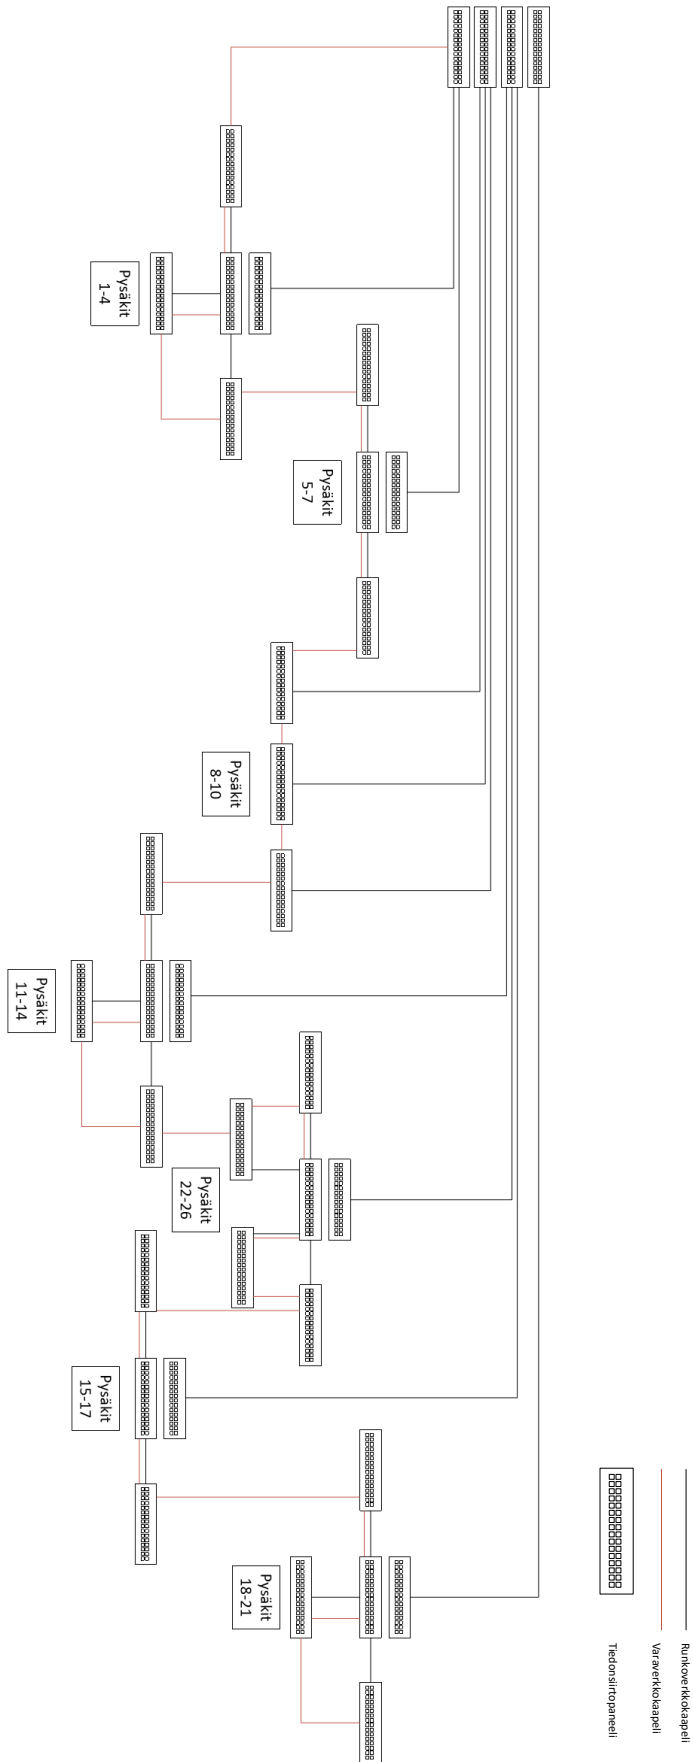 Pysäkit
1-4
Pysäkit
5-7
Pysäkit
8-10
Pysäkit
11-14
Pysäkit
22-26
Pysäkit
15-17
Pysäkit
18-21
Runkoverkkokaapeli
Varaverkkokaapeli
Tiedonsiirtopaneeli